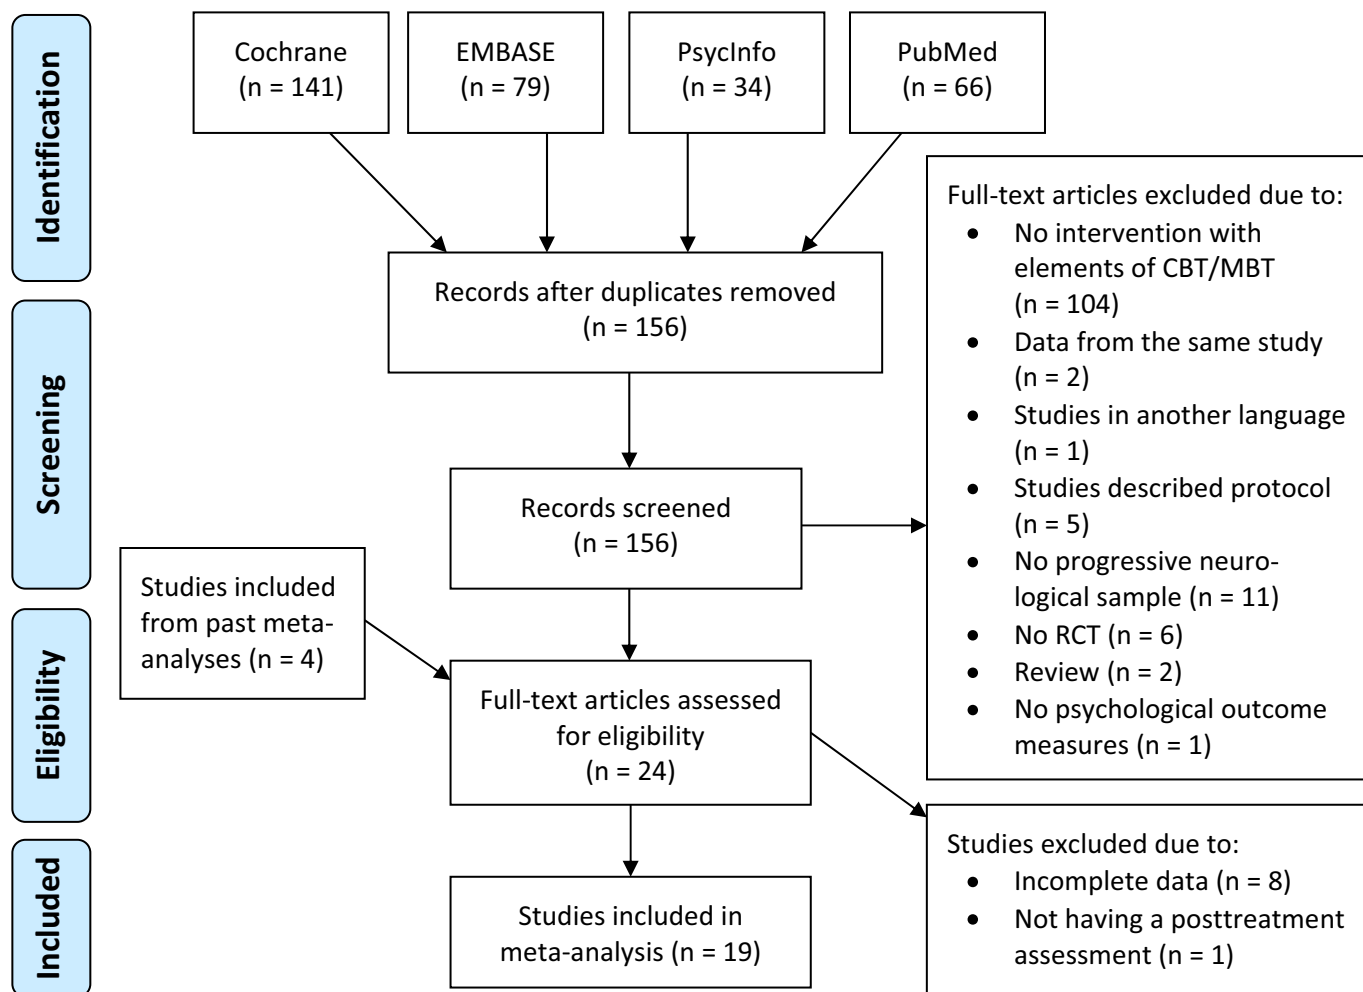 Identification
Cochrane
(n = 141)
EMBASE
(n = 79)
PsycInfo
(n = 34)
PubMed
(n = 66)
Records after duplicates removed
(n = 156)
Screening
Records screened
(n = 156)
Full-text articles excluded due to:
• No intervention with
elements of CBT/MBT
(n = 104)
• Data from the same study
(n = 2)
• Studies in another language
(n = 1)
• Studies described protocol
(n = 5)
• No progressive neuro-
logical sample (n = 11)
• No RCT (n = 6)
• Review (n = 2)
• No psychological outcome
measures (n = 1)
Eligibility
Studies included
from past meta-
analyses (n = 4)
Full-text articles assessed
for eligibility
(n = 24)
Studies excluded due to:
• Incomplete data (n = 8)
• Not having a posttreatment
assessment (n = 1)
Included
Studies included in
meta-analysis (n = 19)